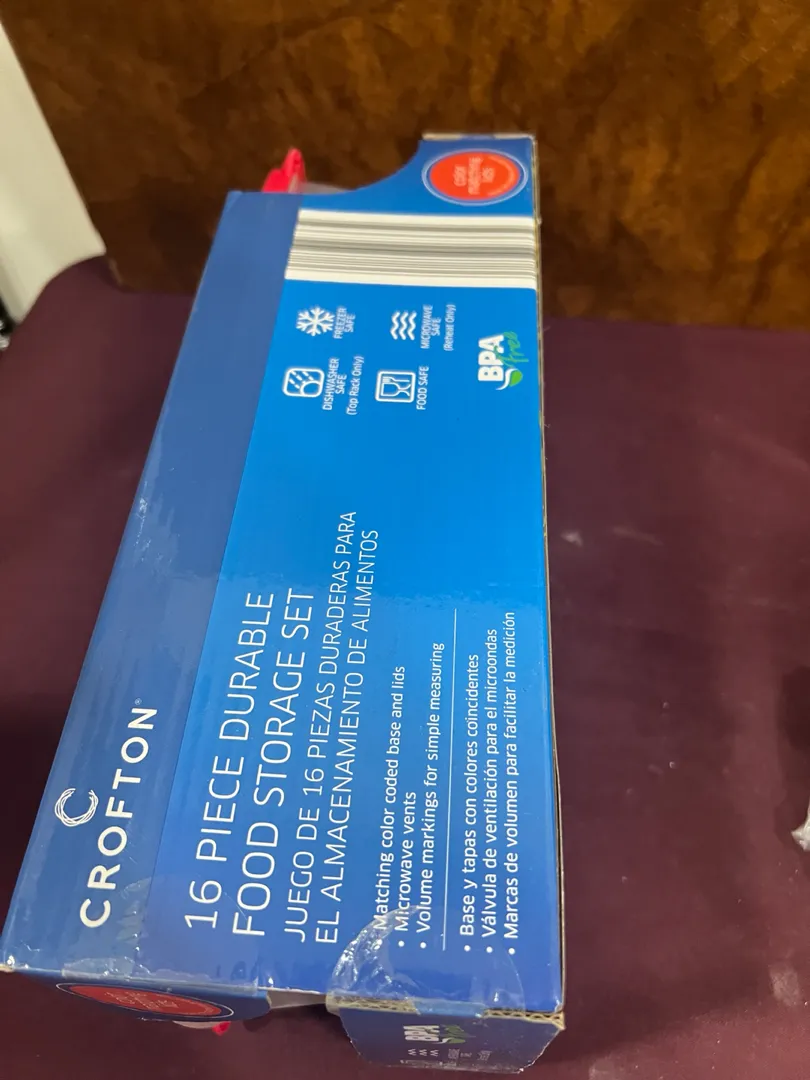 CROFTON®
16 PIECE DURABLE
FOOD STORAGE SET
JUEGO DE 16 PIEZAS DURADERAS PARA
EL ALMACENAMIENTO DE ALIMENTOS
• Matching color coded base and lids
• Microwave vents
• Volume markings for simple measuring
• Base y tapas con colores coincidentes
• Válvula de ventilación para el microondas
• Marcas de volumen para facilitar la medición
DISHWASHER
SAFE
(Top Rack Only)
FREEZER
SAFE
FOOD SAFE
MICROWAVE
SAFE
(Reheat Only)
BPA
free
color
BPA